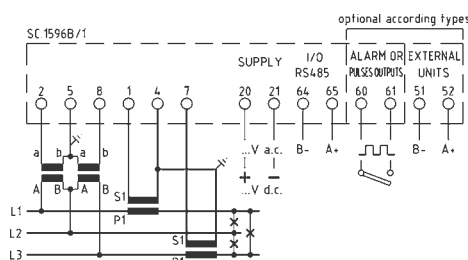 optional according types
SC.1596B/1
SUPPLY I/O RS485 ALARM OR PULSES OUTPUTS EXTERNAL UNITS
2 5 8 1 4 7 20 21 64 65 60 61 51 52
...V a.c. B- A+ B- A+
+ −
...V d.c.
a b a b
A B A B
S1
P1
S1
P1
L1
L2
L3